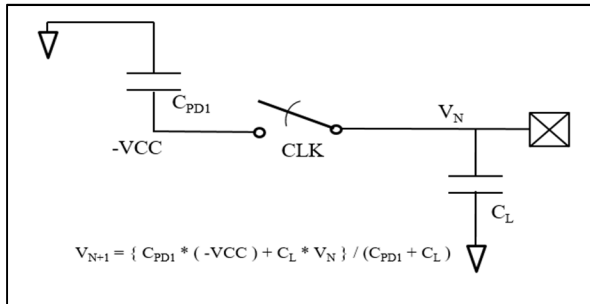 C_PD1
V_N
-VCC
CLK
C_L
V_N+1 = { C_PD1 * ( -VCC ) + C_L * V_N } / (C_PD1 + C_L )